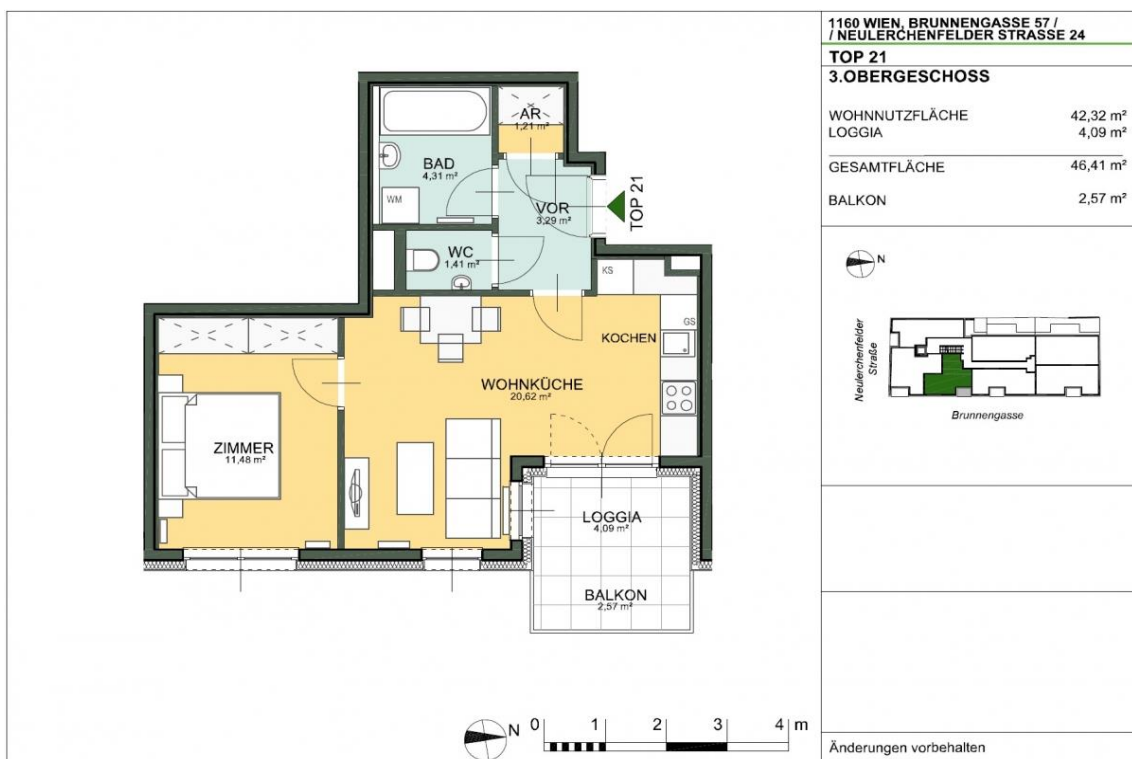 1160 WIEN, BRUNNENGASSE 57 /
/ NEULERCHENFELDER STRASSE 24
TOP 21
3.OBERGESCHOSS
WOHNNUTZFLÄCHE 42,32 m²
LOGGIA 4,09 m²
GESAMTFLÄCHE 46,41 m²
BALKON 2,57 m²
N
Neulerchenfelder
Straße
Brunnengasse
Änderungen vorbehalten
AR
1,21 m²
BAD
4,31 m²
WM
VOR
3,29 m²
TOP 21
WC
1,41 m²
KS
GS
KOCHEN
WOHNKÜCHE
20,62 m²
ZIMMER
11,48 m²
LOGGIA
4,09 m²
BALKON
2,57 m²
N
0 1 2 3 4 m